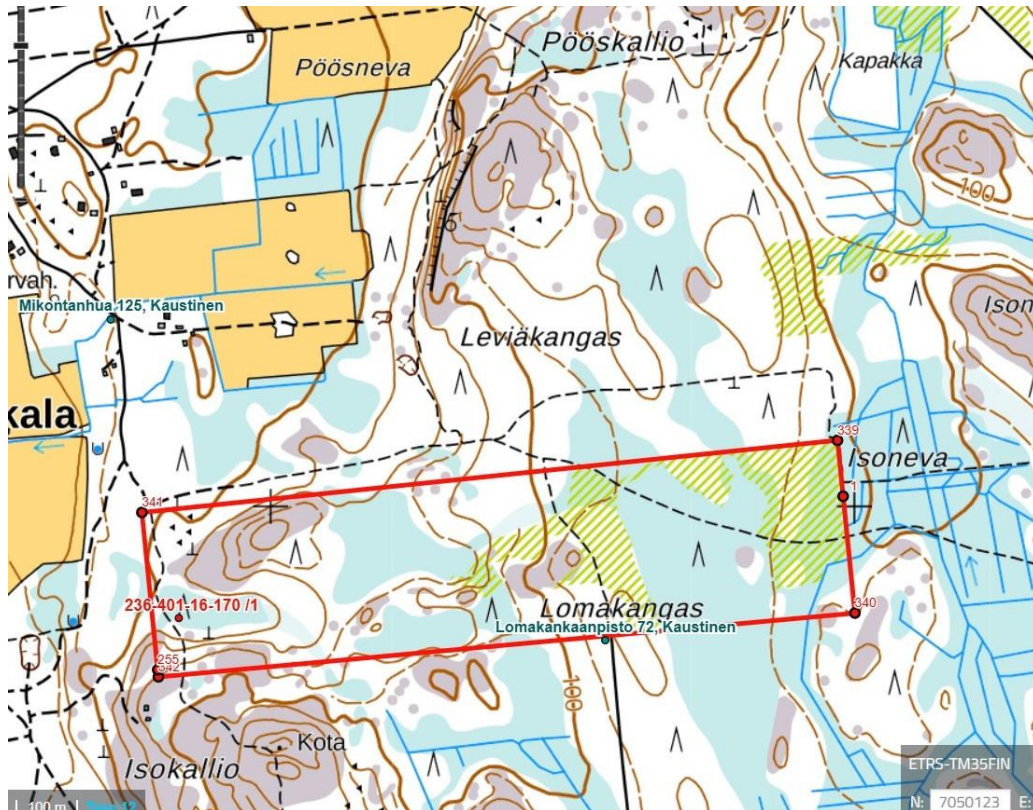 Pööskallio
Pöösneva
Kapakka
100
rvah.
Mikontanhua 125, Kaustinen
Ison
Leviäkangas
kala
339
Isoneva
1
341
236-401-16-170 /1
Lomakangas
Lomakankaanpisto 72, Kaustinen
340
255
342
100
Kota
Isokallio
ETRS-TM35FIN
100 m
N: 7050123 E: